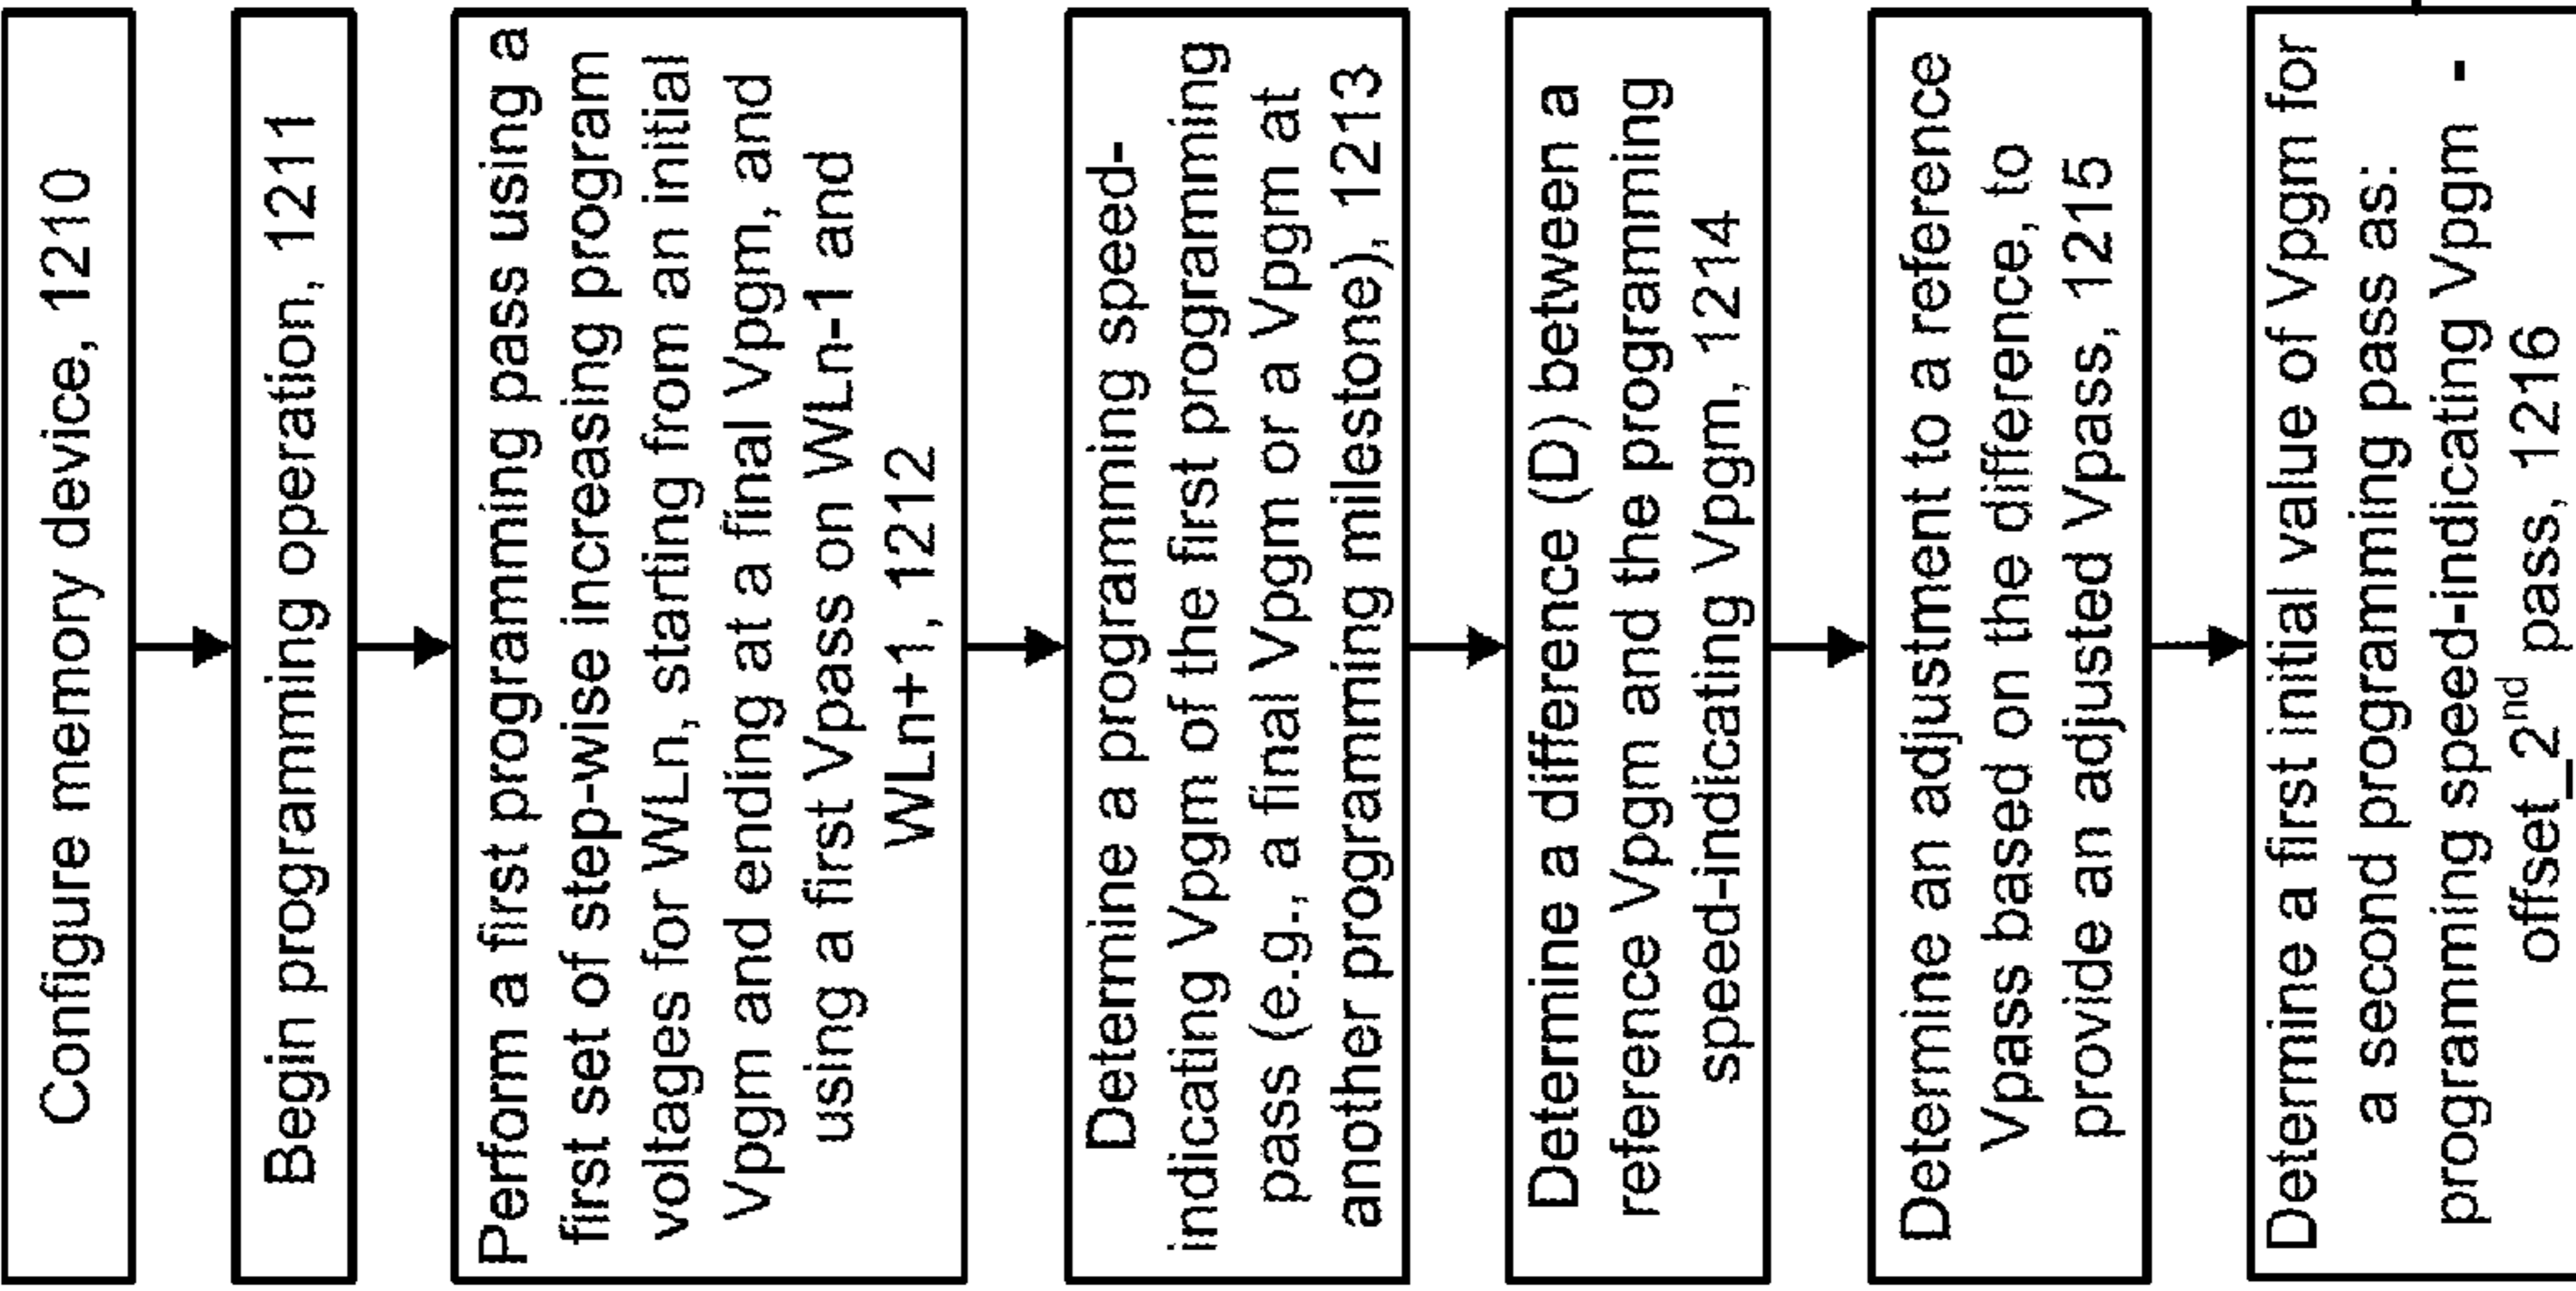 Configure memory device, 1210
Begin programming operation, 1211
Perform a first programming pass using a
first set of step-wise increasing program
voltages for WLn, starting from an initial
Vpgm and ending at a final Vpgm, and
using a first Vpass on WLn-1 and
WLn+1, 1212
Determine a programming speed-
indicating Vpgm of the first programming
pass (e.g., a final Vpgm or a Vpgm at
another programming milestone), 1213
Determine a difference (D) between a
reference Vpgm and the programming
speed-indicating Vpgm, 1214
Determine an adjustment to a reference
Vpass based on the difference, to
provide an adjusted Vpass, 1215
Determine a first initial value of Vpgm for
a second programming pass as:
programming speed-indicating Vpgm -
offset_2nd pass, 1216